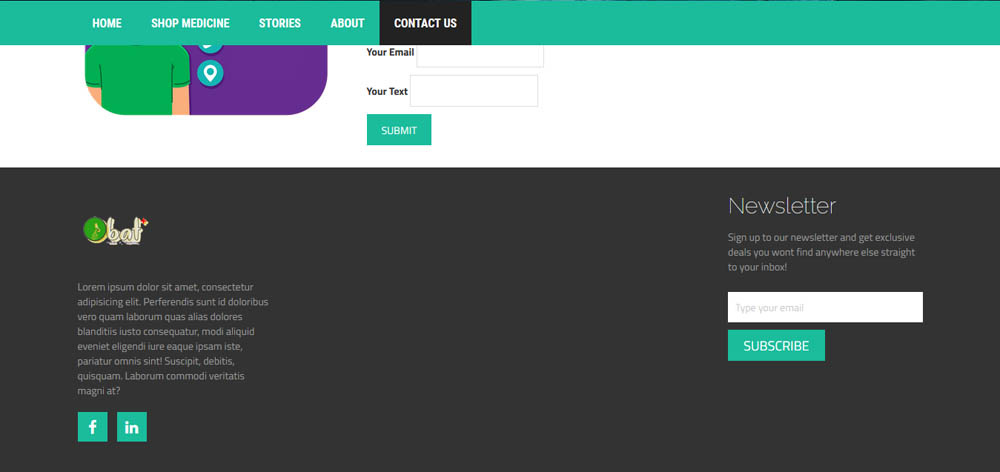 HOME SHOP MEDICINE STORIES ABOUT CONTACT US
Your Email
Your Text
SUBMIT
bat
Lorem ipsum dolor sit amet, consectetur
adipisicing elit. Perferendis sunt id doloribus
vero quam laborum quas alias dolores
blanditiis iusto consequatur, modi aliquid
eveniet eligendi iure eaque ipsam iste,
pariatur omnis sint! Suscipit, debitis,
quisquam. Laborum commodi veritatis
magni at?
f in
Newsletter
Sign up to our newsletter and get exclusive
deals you wont find anywhere else straight
to your inbox!
Type your email
SUBSCRIBE